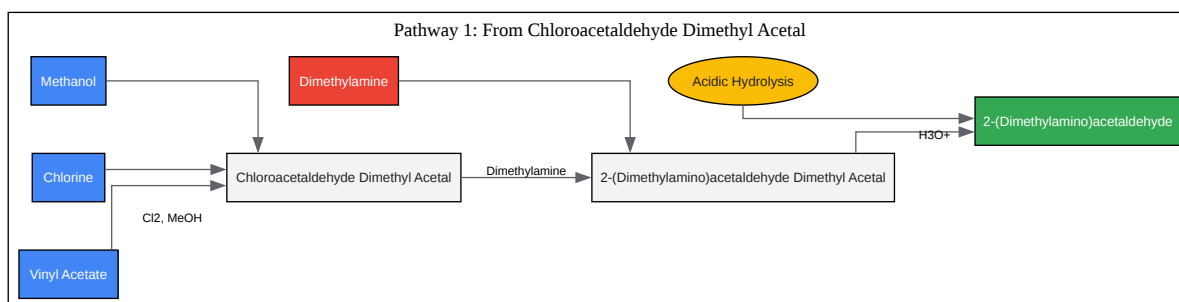 Pathway 1: From Chloroacetaldehyde Dimethyl Acetal
Methanol
Dimethylamine
Acidic Hydrolysis
2-(Dimethylamino)acetaldehyde
H3O+
Chlorine
Chloroacetaldehyde Dimethyl Acetal
Dimethylamine
2-(Dimethylamino)acetaldehyde Dimethyl Acetal
Cl2, MeOH
Vinyl Acetate